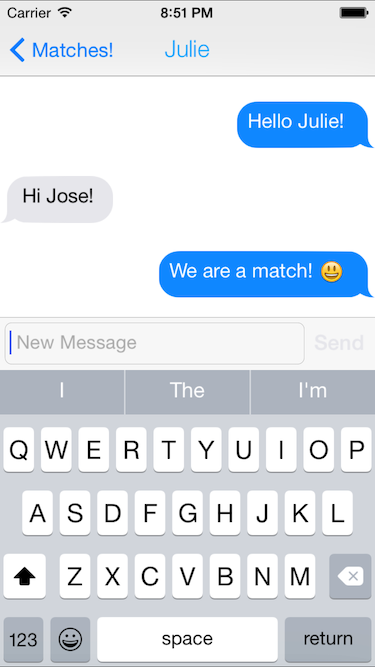 Carrier 8:51 PM
Matches! Julie
Hello Julie!
Hi Jose!
We are a match! 😃
New Message Send
I The I'm
Q W E R T Y U I O P
A S D F G H J K L
Z X C V B N M
123 space return